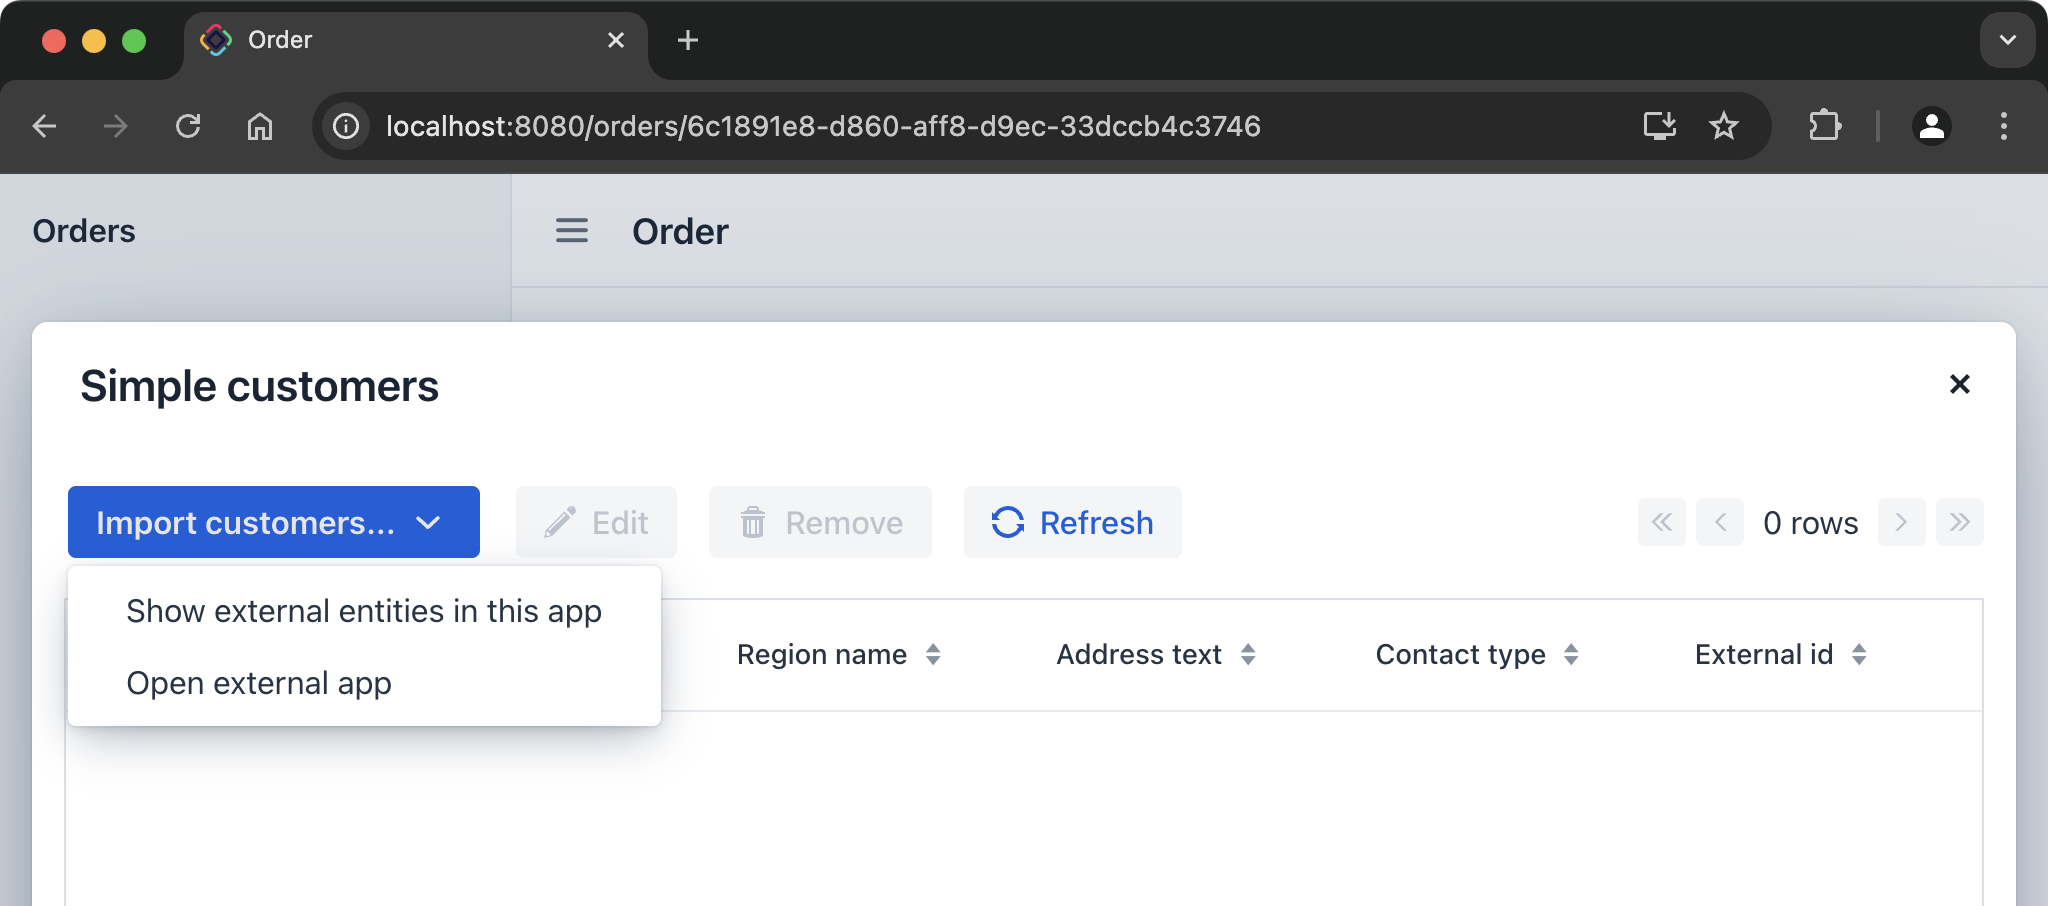 Order
localhost:8080/orders/6c1891e8-d860-aff8-d9ec-33dccb4c3746
Orders
Order
Simple customers
Import customers...
Edit
Remove
Refresh
0 rows
Show external entities in this app
Open external app
Region name
Address text
Contact type
External id